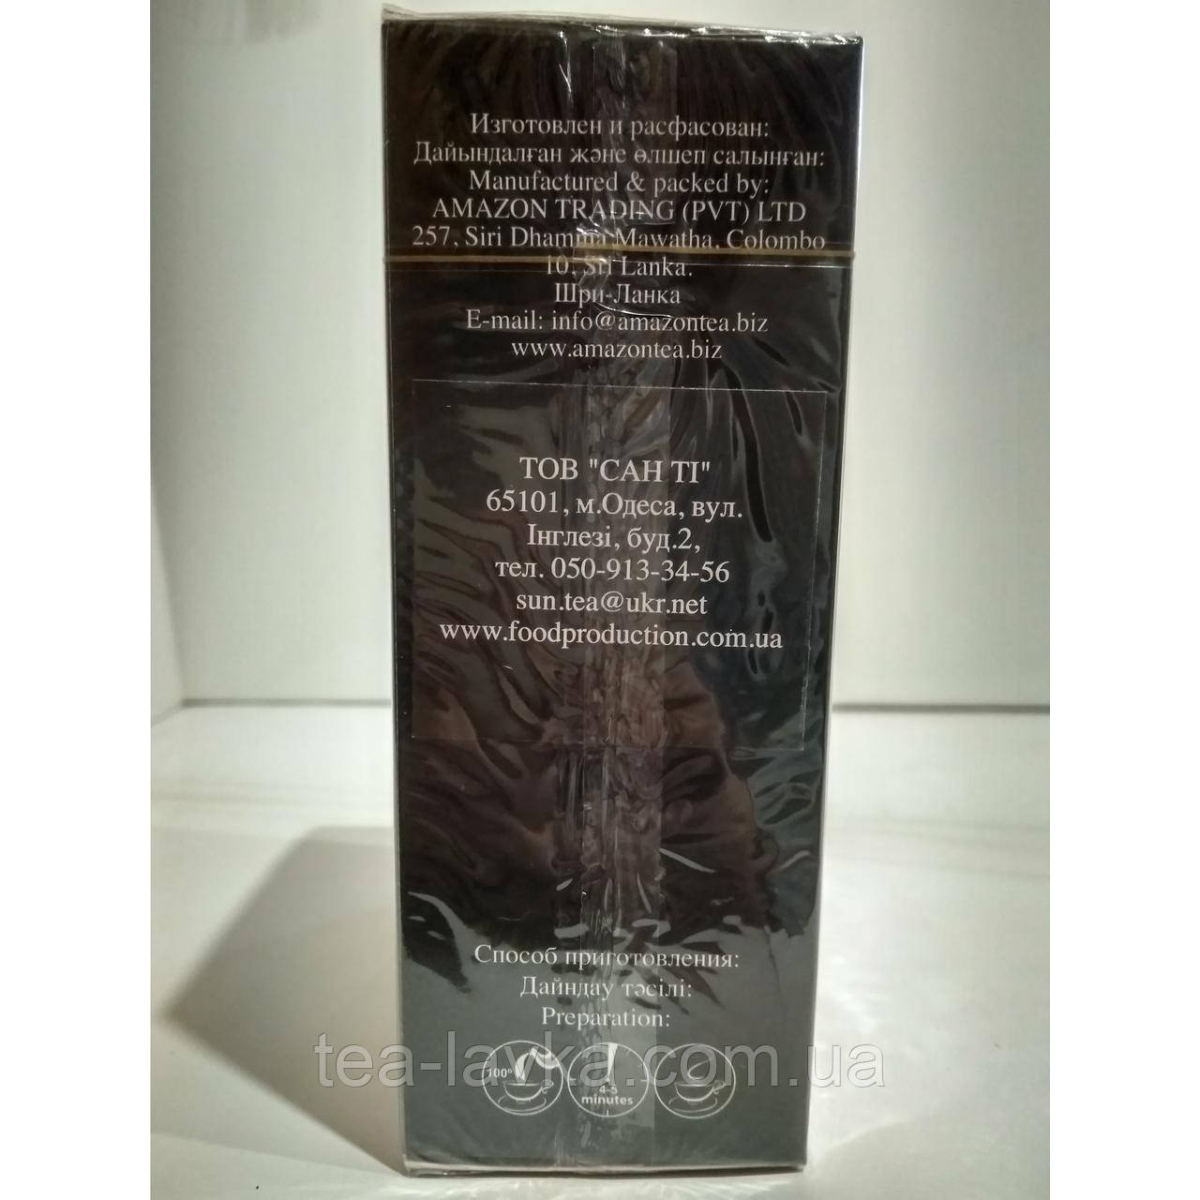 Изготовлен и расфасован:
Дайындалған және өлшеп салынған:
Manufactured & packed by:
AMAZON TRADING (PVT) LTD
257, Siri Dhamma Mawatha, Colombo
10, Sri Lanka.
Шри-Ланка
E-mail: info@amazontea.biz
www.amazontea.biz
ТОВ "САН ТІ"
65101, м.Одеса, вул.
Інглезі, буд.2,
тел. 050-913-34-56
sun.tea@ukr.net
www.foodproduction.com.ua
Способ приготовления:
Дайндау тәсілі:
Preparation:
tea-lavka.com.ua
100°
4-5
minutes